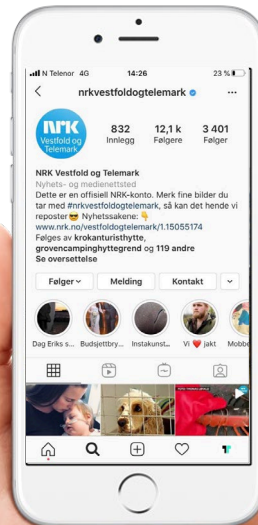 N Telenor 4G 14:26 23 %
nrkvestfoldogtelemark
NRK
Vestfold og
Telemark
832 12,1 k 3 401
Innlegg Følgere Følger
NRK Vestfold og Telemark
Nyhets- og medienettsted
Dette er en offisiell NRK-konto. Merk fine bilder du
tar med #nrkvestfoldogtelemark, så kan det hende vi
reposter😎 Nyhetssakene: 👇
www.nrk.no/vestfoldogtelemark/1.15055174
Følges av krokanturisthytte,
grovencampinghyttegrend og 119 andre
Se oversettelse
Følger Melding Kontakt
Dag Eriks s... Budsjettbry... Instakunst... Vi ❤️ jakt Mobbe